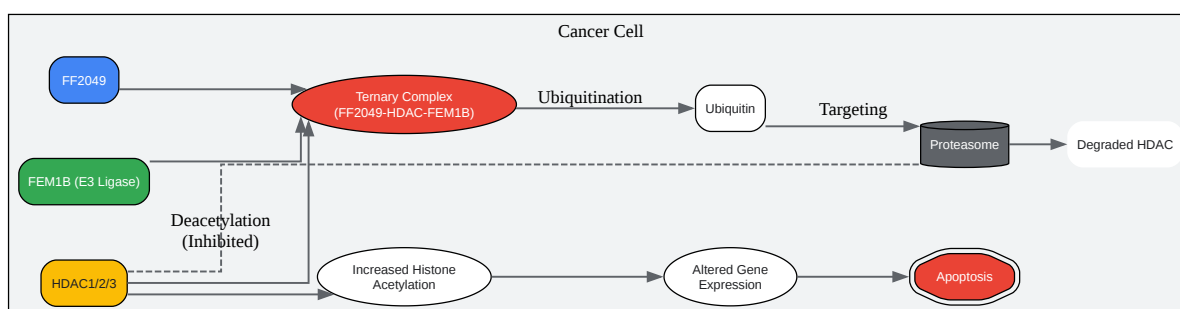 Cancer Cell
FF2049
Ternary Complex
(FF2049-HDAC-FEM1B)
Ubiquitination
Ubiquitin
Targeting
Proteasome
Degraded HDAC
FEM1B (E3 Ligase)
Deacetylation
(Inhibited)
HDAC1/2/3
Increased Histone
Acetylation
Altered Gene
Expression
Apoptosis